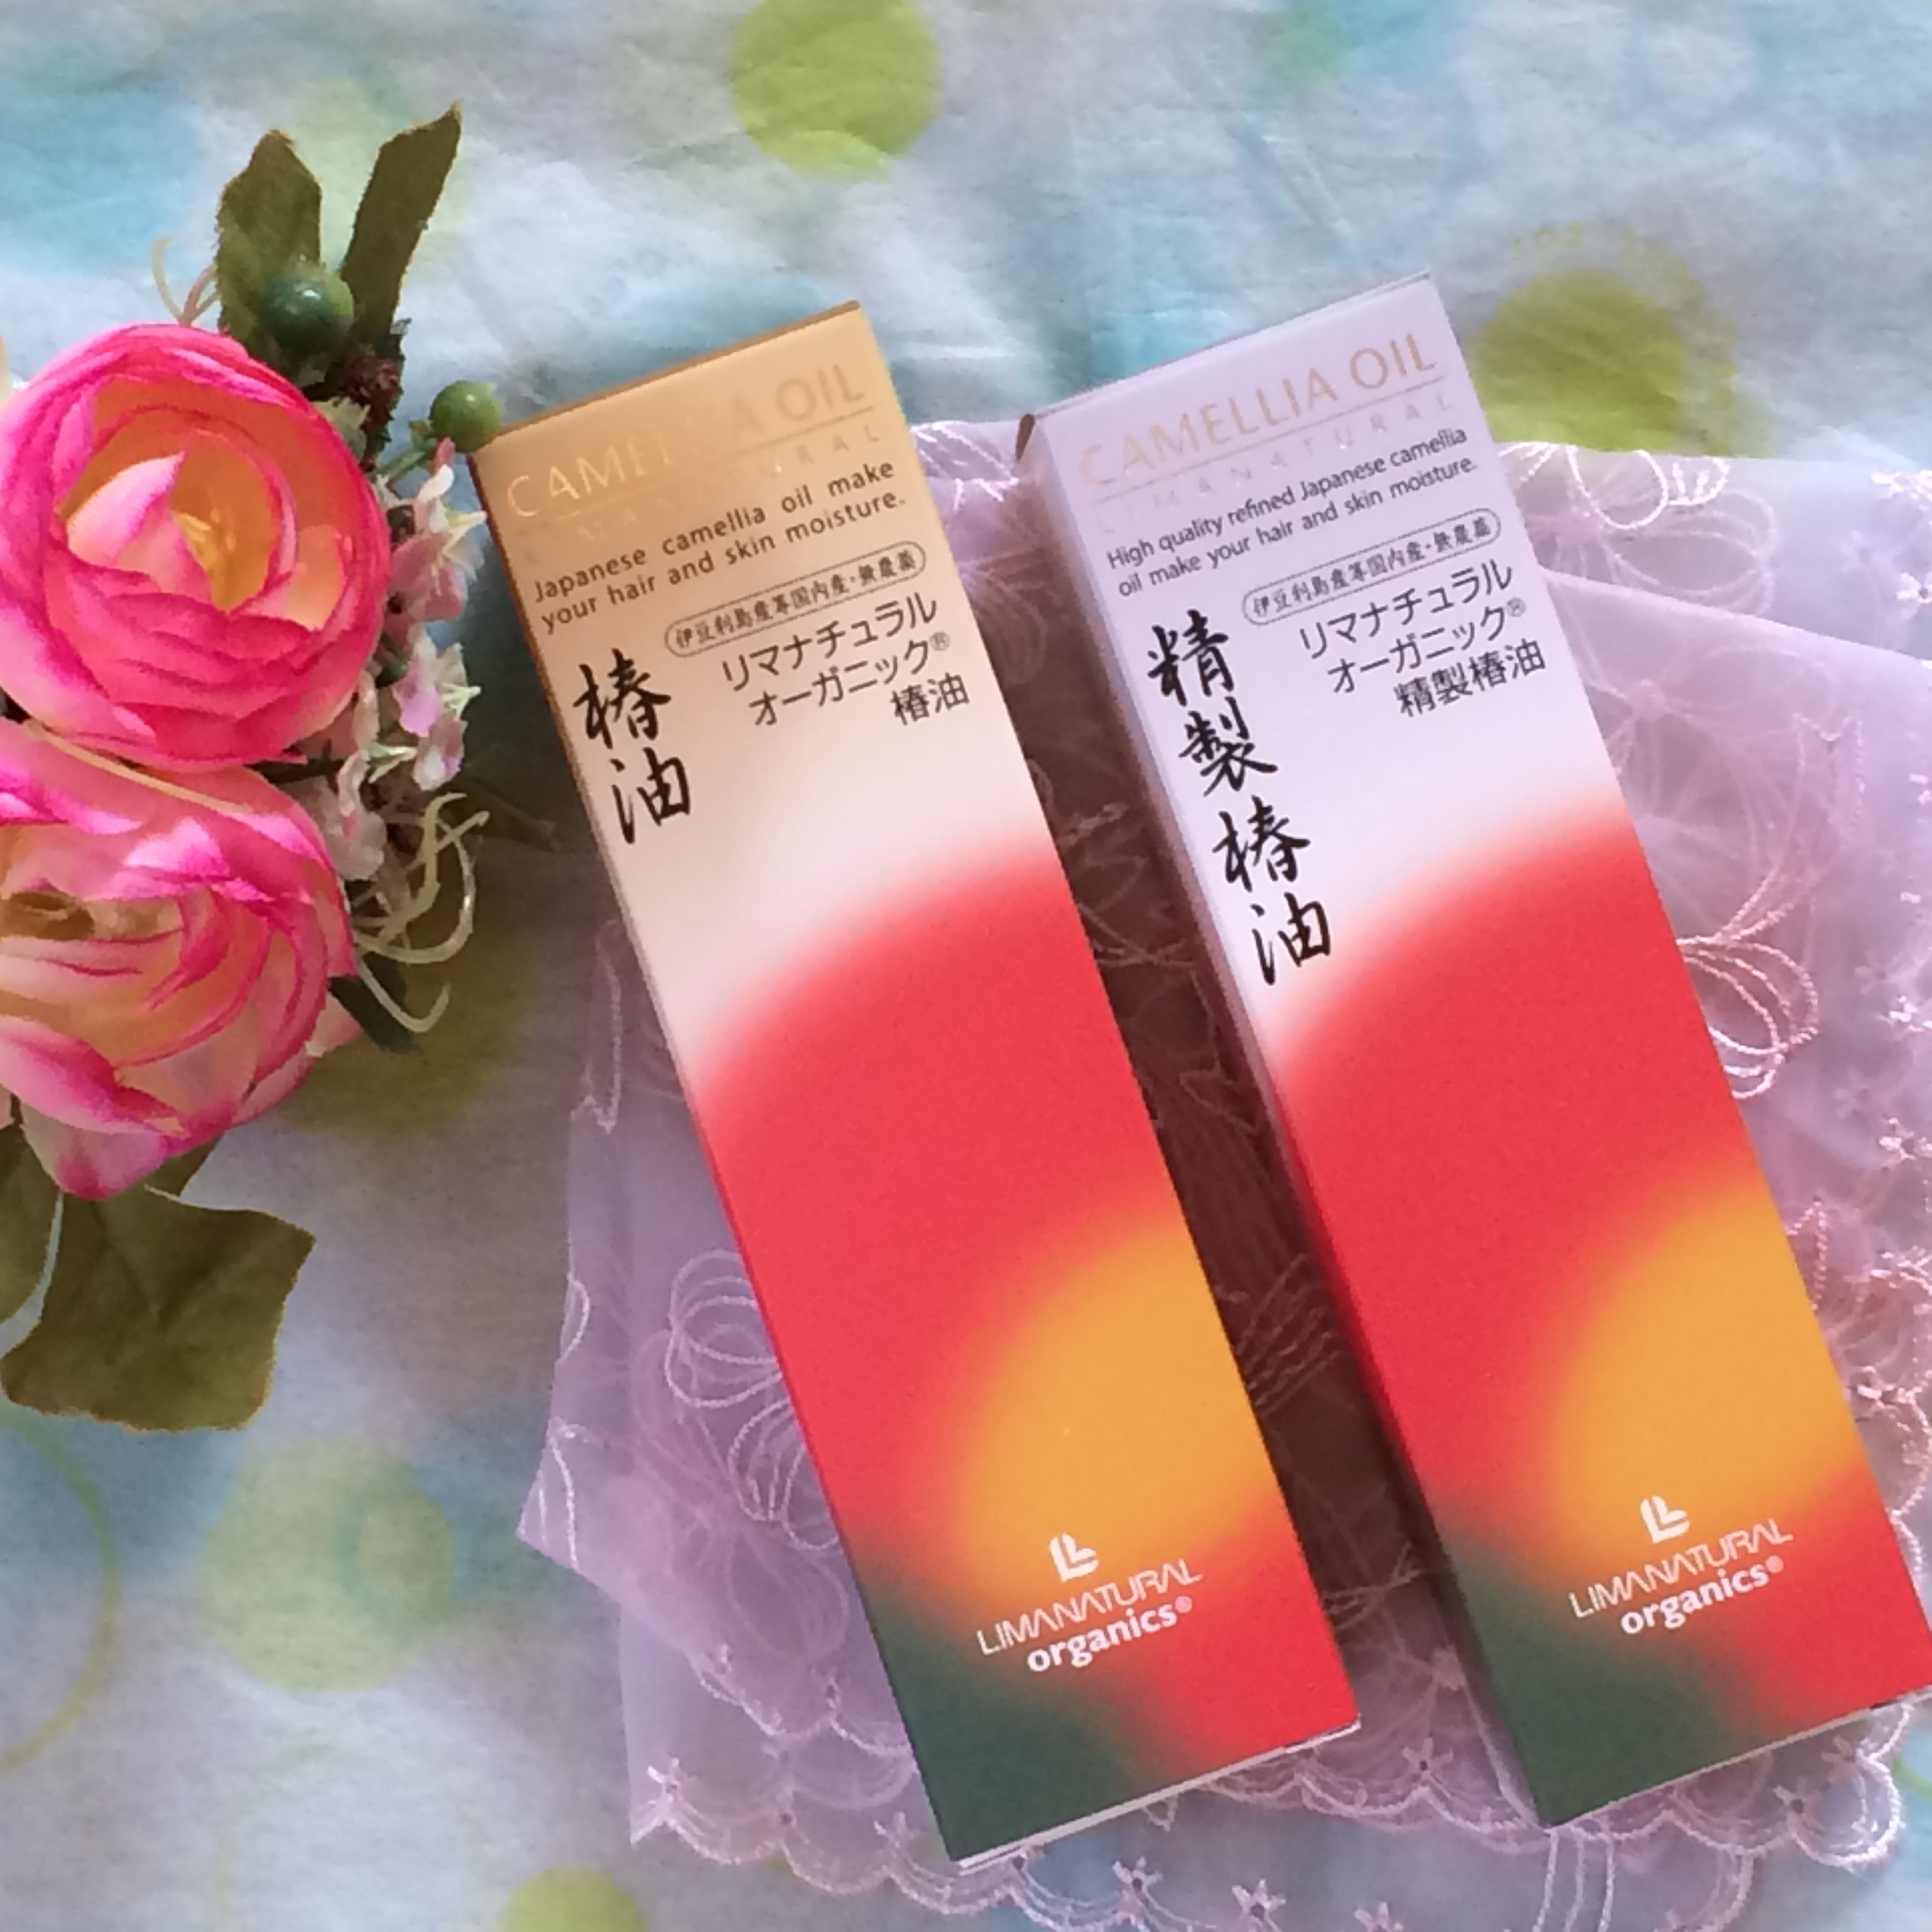 CAMELLIA OIL
LIMANATURAL
Japanese camellia oil make
your hair and skin moisture.
伊豆利島産等国内産・無農薬
リマナチュラル
オーガニック®
椿油
椿油
LIMANATURAL
organics®
CAMELLIA OIL
LIMANATURAL
High quality refined Japanese camellia
oil make your hair and skin moisture.
伊豆利島産等国内産・無農薬
リマナチュラル
オーガニック®
精製椿油
精製椿油
LIMANATURAL
organics®